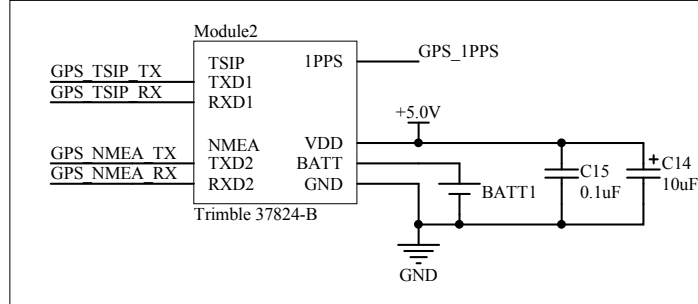 Module2
TSIP 1PPS GPS_1PPS
GPS_TSIP_TX TXD1
GPS_TSIP_RX RXD1
+5.0V
NMEA VDD
GPS_NMEA_TX TXD2 BATT
C15 C14
GPS_NMEA_RX RXD2 GND BATT1 0.1uF 10uF
Trimble 37824-B
GND